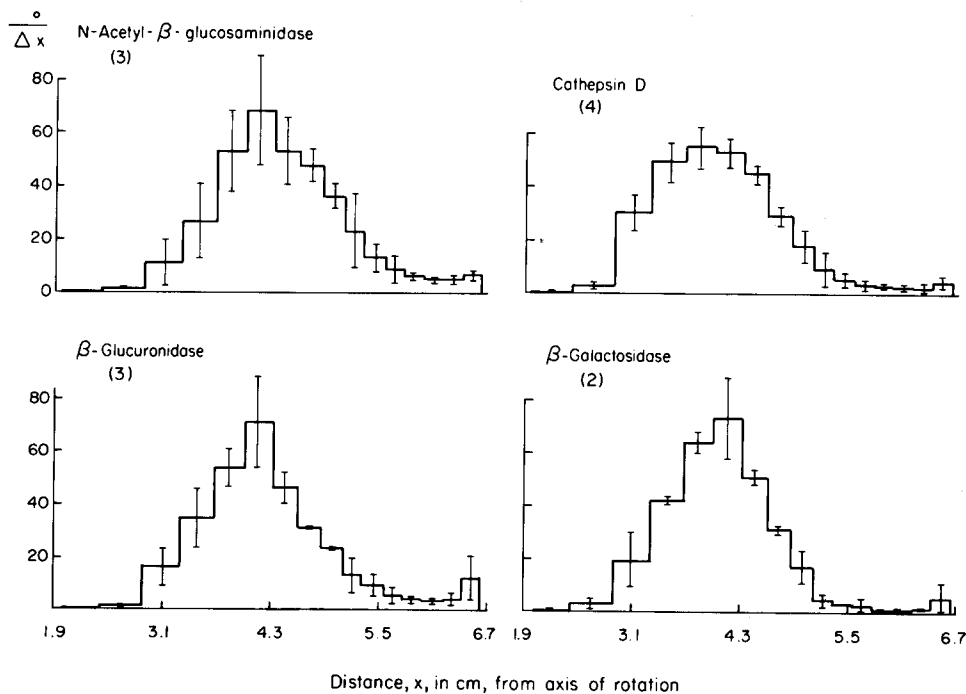 °
Δ x
N-Acetyl-β-glucosaminidase
(3)
80
60
40
20
0
Cathepsin D
(4)
β-Glucuronidase
(3)
80
60
40
20
1.9 3.1 4.3 5.5 6.7
β-Galactosidase
(2)
1.9 3.1 4.3 5.5 6.7
Distance, x, in cm, from axis of rotation